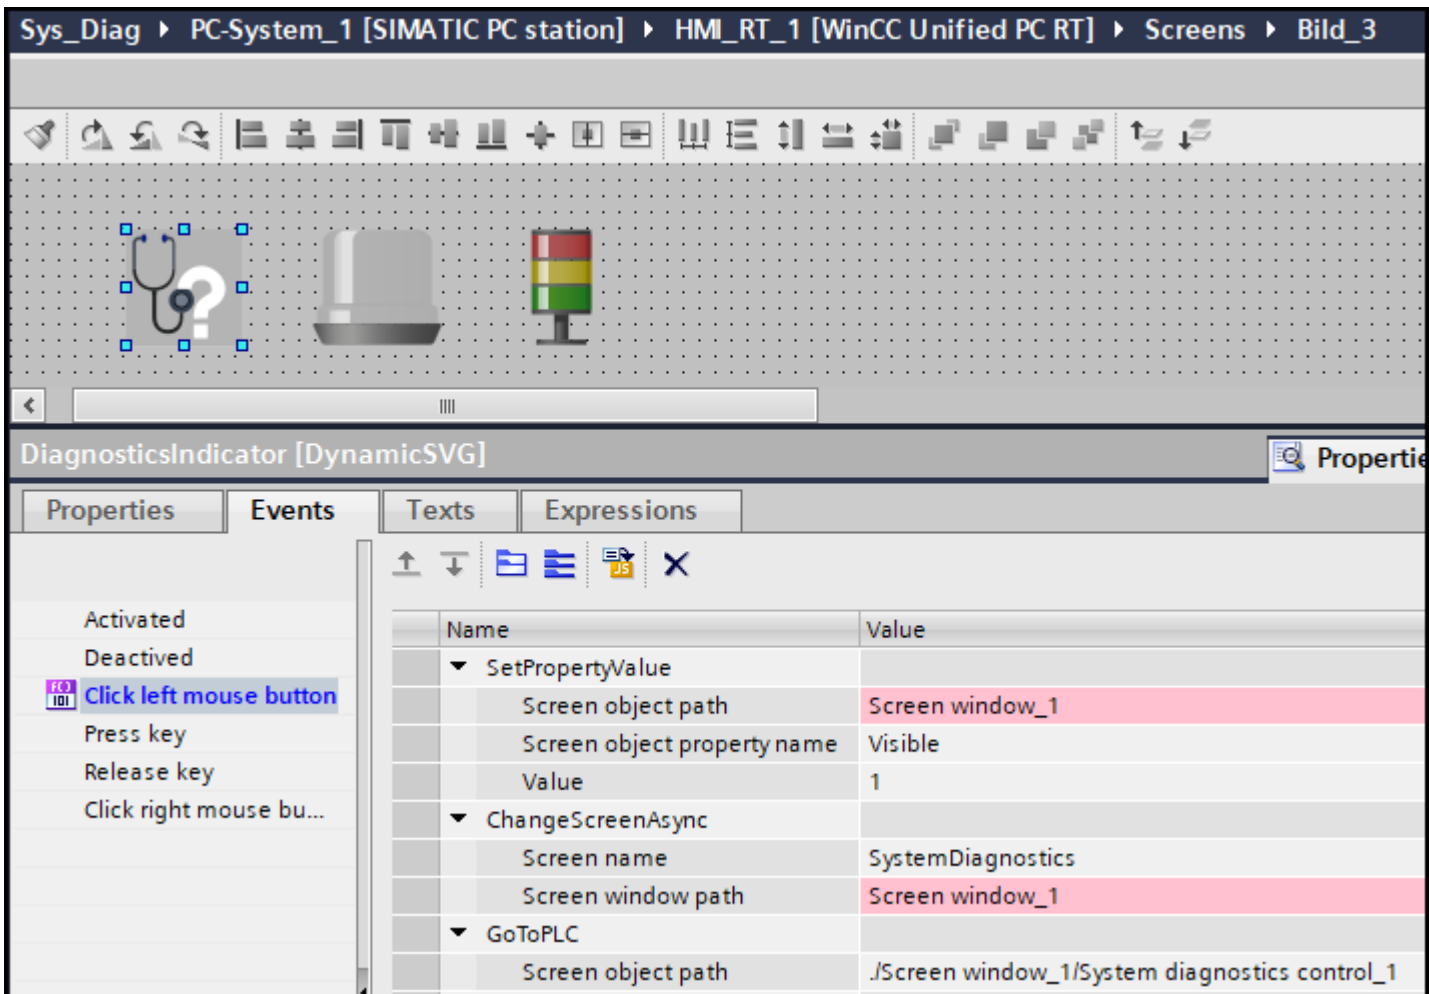 Sys_Diag ▸ PC-System_1 [SIMATIC PC station] ▸ HMI_RT_1 [WinCC Unified PC RT] ▸ Screens ▸ Bild_3
DiagnosticsIndicator [DynamicSVG]
Propertie
Properties Events Texts Expressions
JS
Name Value
Activated
Deactived
Click left mouse button
Press key
Release key
Click right mouse bu...
SetPropertyValue
Screen object path Screen window_1
Screen object property name Visible
Value 1
ChangeScreenAsync
Screen name SystemDiagnostics
Screen window path Screen window_1
GoToPLC
Screen object path ./Screen window_1/System diagnostics control_1